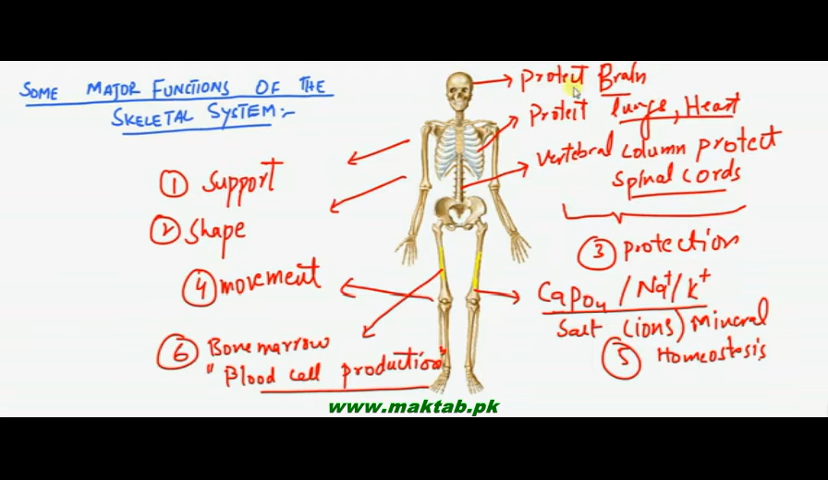 SOME MAJOR FUNCTIONS OF THE
SKELETAL SYSTEM:-
① Support
② Shape
④ movement
⑥ Bone marrow
"Blood cell production"
Protect Brain
Protect lungs, Heart
Vertebral column protect
Spinal cords
③ protection
CaPO4 / Na+ / K+
Salt (ions) Mineral
⑤ Homeostosis
www.maktab.pk